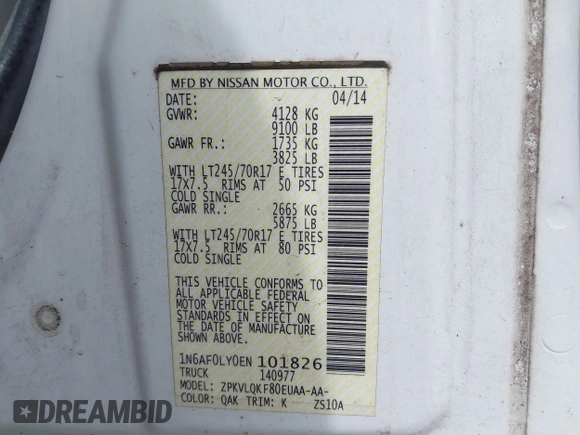 MFD BY NISSAN MOTOR CO., LTD.
DATE: 04/14
GVWR: 4128 KG
9100 LB
GAWR FR.: 1735 KG
3825 LB
WITH LT245/70R17 E TIRES
17X7.5 RIMS AT 50 PSI
COLD SINGLE
GAWR RR.: 2665 KG
5875 LB
WITH LT245/70R17 E TIRES
17X7.5 RIMS AT 80 PSI
COLD SINGLE
THIS VEHICLE CONFORMS TO
ALL APPLICABLE FEDERAL
MOTOR VEHICLE SAFETY
STANDARDS IN EFFECT ON
THE DATE OF MANUFACTURE
SHOWN ABOVE.
1N6AF0LY0EN101826
TRUCK 140977
MODEL: ZPKVLQKF80EUAA-AA-
COLOR: QAK TRIM: K ZS10A
DREAMBID